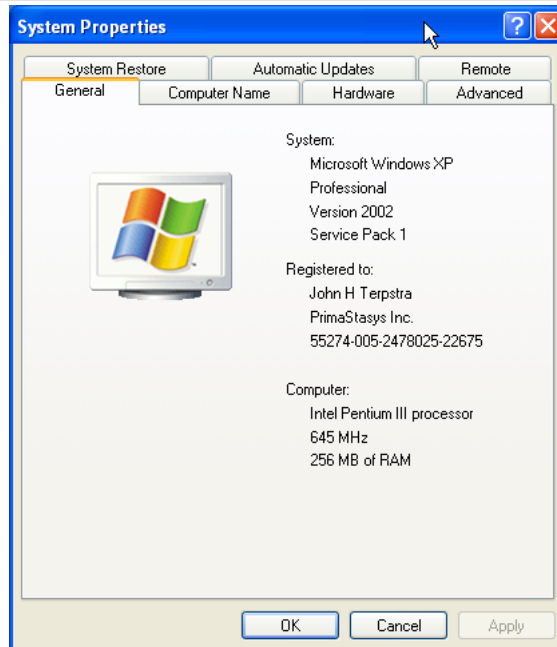 System Properties
System Restore Automatic Updates Remote
General Computer Name Hardware Advanced
System:
Microsoft Windows XP
Professional
Version 2002
Service Pack 1
Registered to:
John H Terpstra
PrimaStasys Inc.
55274-005-2478025-22675
Computer:
Intel Pentium III processor
645 MHz
256 MB of RAM
OK Cancel Apply